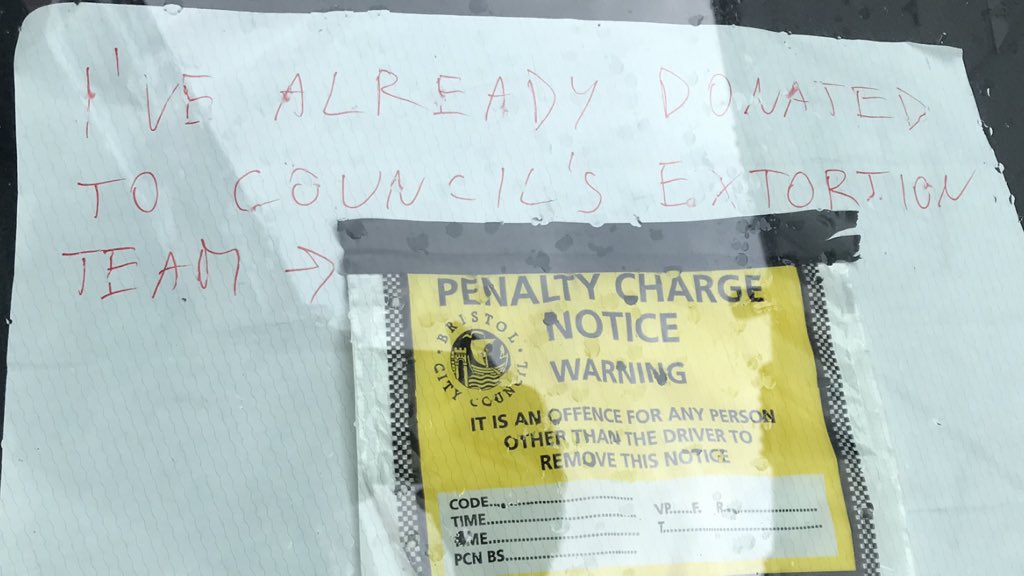 I'VE ALREADY DONATED
TO COUNCIL'S EXTORTION
TEAM →
PENALTY CHARGE
NOTICE
BRISTOL
CITY COUNCIL
WARNING
IT IS AN OFFENCE FOR ANY PERSON
OTHER THAN THE DRIVER TO
REMOVE THIS NOTICE
CODE
TIME
PCN BS